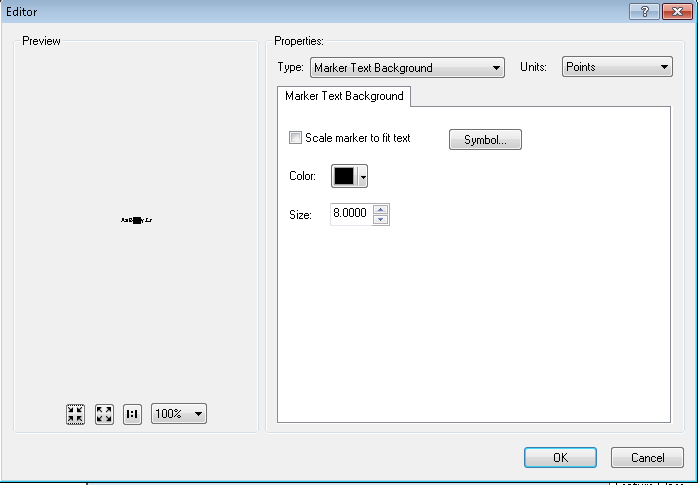 Editor
Preview
Properties:
Type: Marker Text Background Units: Points
Marker Text Background
Scale marker to fit text Symbol...
Color:
Size: 8.0000
1:1 100%
OK Cancel